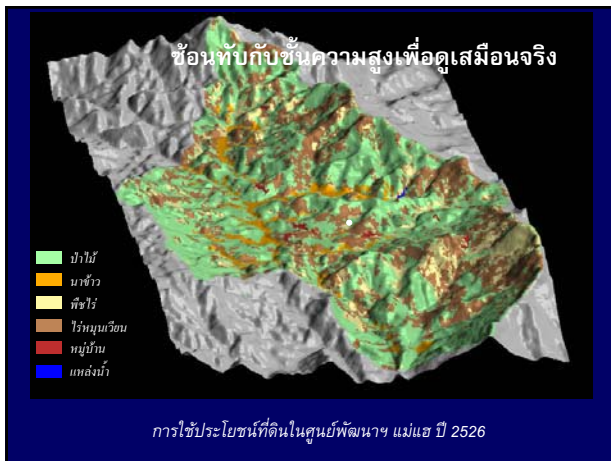 ซ้อนทับกับชั้นความสูงเพื่อดูเสมือนจริง
ป่าไม้
นาข้าว
พืชไร่
ไร่หมุนเวียน
หมู่บ้าน
แหล่งน้ำ
การใช้ประโยชน์ที่ดินในศูนย์พัฒนาฯ แม่แฮ ปี 2526